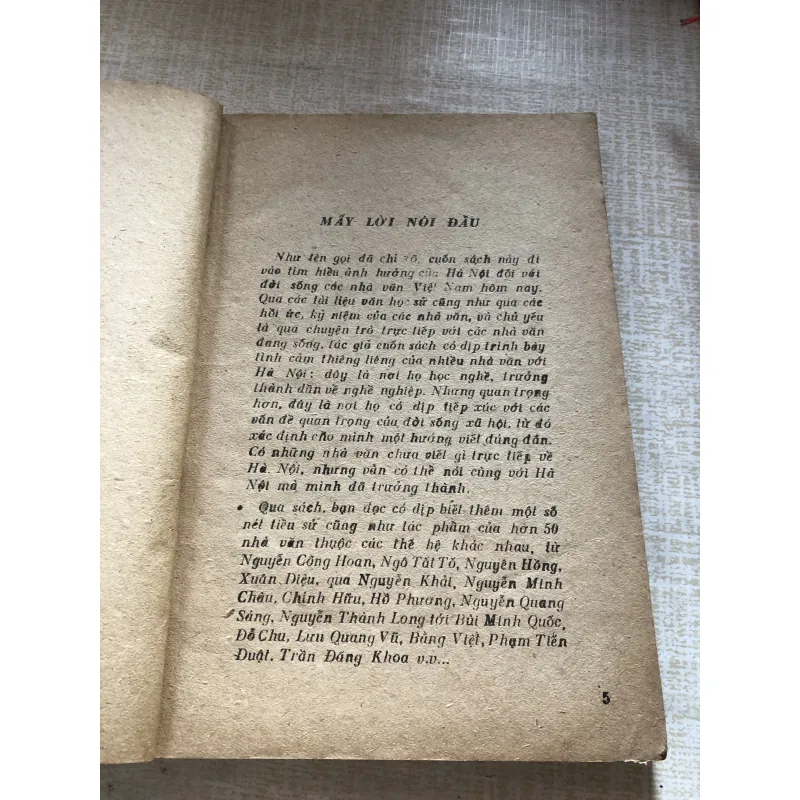 MẤY LỜI NÓI ĐẦU
Như tên gọi đã chỉ rõ, cuốn sách này đi
vào tìm hiểu ảnh hưởng của Hà Nội đối với
đời sống các nhà văn Việt Nam hôm nay.
Qua các tài liệu văn học sử cũng như qua các
hồi ức, kỷ niệm của các nhà văn, và chủ yếu
là qua chuyện trò trực tiếp với các nhà văn
đang sống, tác giả cuốn sách có dịp trình bày
tình cảm thiêng liêng của nhiều nhà văn với
Hà Nội: đây là nơi họ học nghề, trưởng
thành dần về nghề nghiệp. Nhưng quan trọng
hơn, đây là nơi họ có dịp tiếp xúc với các
vấn đề quan trọng của đời sống xã hội, từ đó
xác định cho mình một hướng viết đúng đắn.
Có những nhà văn chưa viết gì trực tiếp về
Hà Nội, nhưng vẫn có thể nói cùng với Hà
Nội mà mình đã trưởng thành.
• Qua sách, bạn đọc có dịp biết thêm một số
nét tiểu sử cũng như tác phẩm của hơn 50
nhà văn thuộc các thế hệ khác nhau, từ
Nguyễn Công Hoan, Ngô Tất Tố, Nguyên Hồng,
Xuân Diệu, qua Nguyễn Khải, Nguyễn Minh
Châu, Chính Hữu, Hồ Phương, Nguyễn Quang
Sáng, Nguyễn Thành Long tới Bùi Minh Quốc,
Đỗ Chu, Lưu Quang Vũ, Bằng Việt, Phạm Tiến
Duật, Trần Đăng Khoa v.v...
5